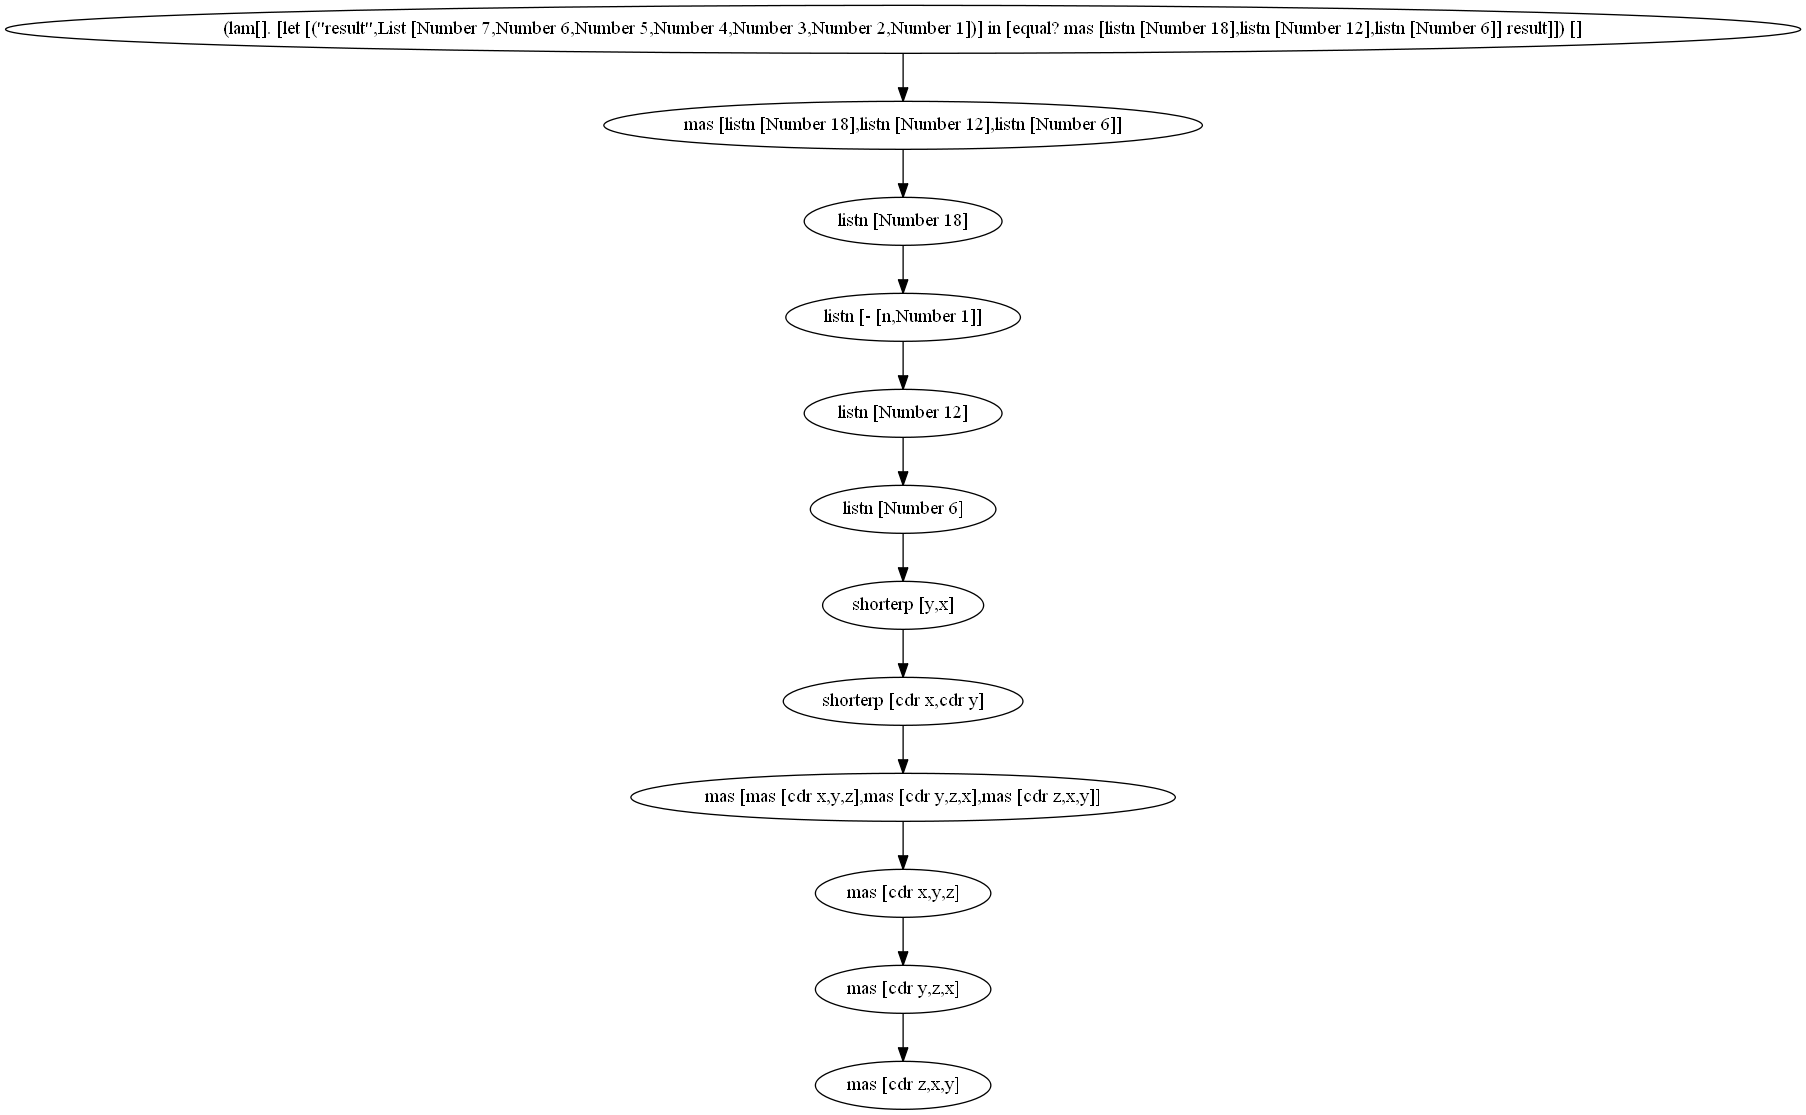 (lam[]. [let [("result",List [Number 7,Number 6,Number 5,Number 4,Number 3,Number 2,Number 1])] in [equal? mas [listn [Number 18],listn [Number 12],listn [Number 6]] result]]) []
mas [listn [Number 18],listn [Number 12],listn [Number 6]]
listn [Number 18]
listn [- [n,Number 1]]
listn [Number 12]
listn [Number 6]
shorterp [y,x]
shorterp [cdr x,cdr y]
mas [mas [cdr x,y,z],mas [cdr y,z,x],mas [cdr z,x,y]]
mas [cdr x,y,z]
mas [cdr y,z,x]
mas [cdr z,x,y]